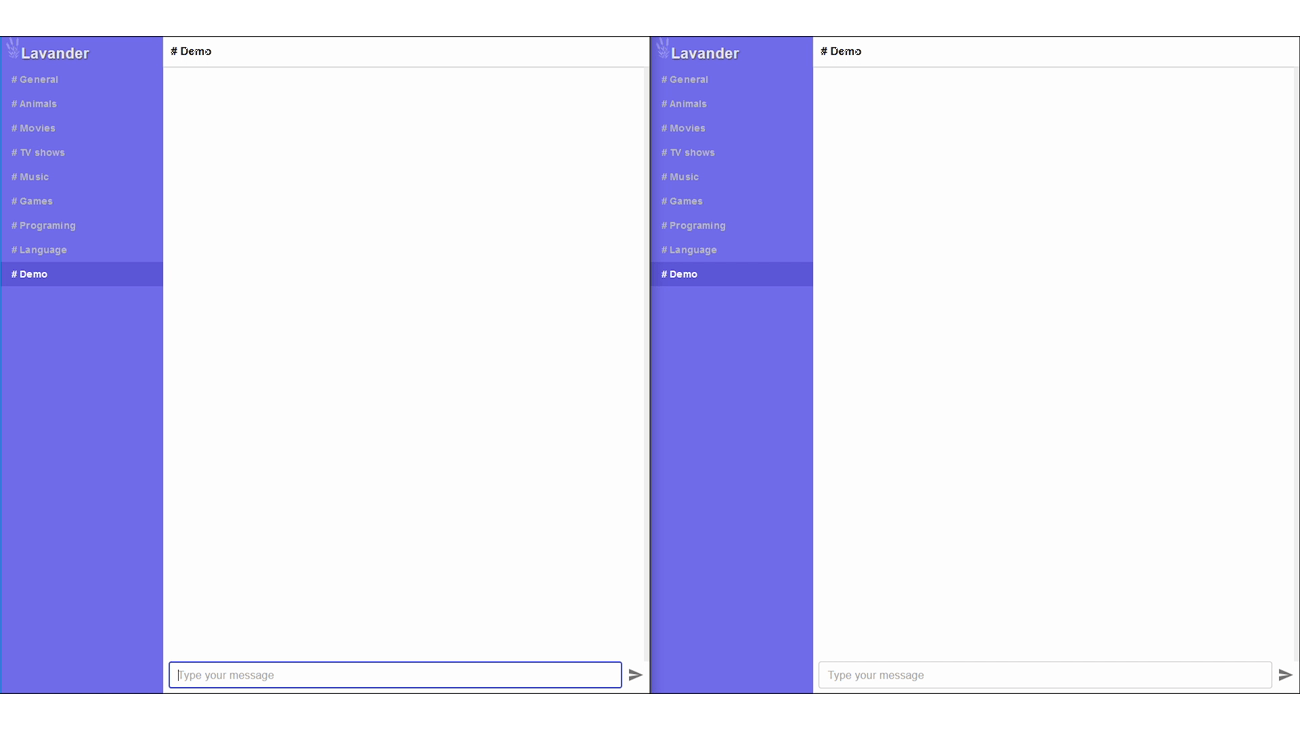 Lavander
# General
# Animals
# Movies
# TV shows
# Music
# Games
# Programing
# Language
# Demo
# Demo
Type your message
Lavander
# General
# Animals
# Movies
# TV shows
# Music
# Games
# Programing
# Language
# Demo
# Demo
Type your message